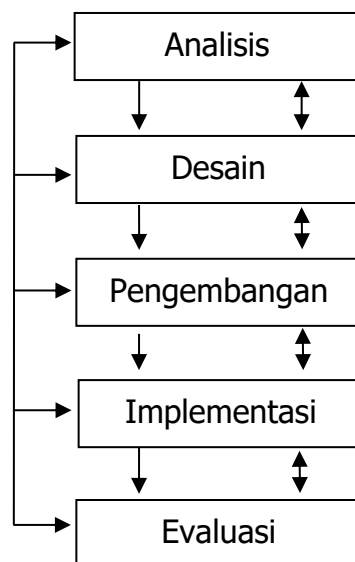 Analisis
Desain
Pengembangan
Implementasi
Evaluasi